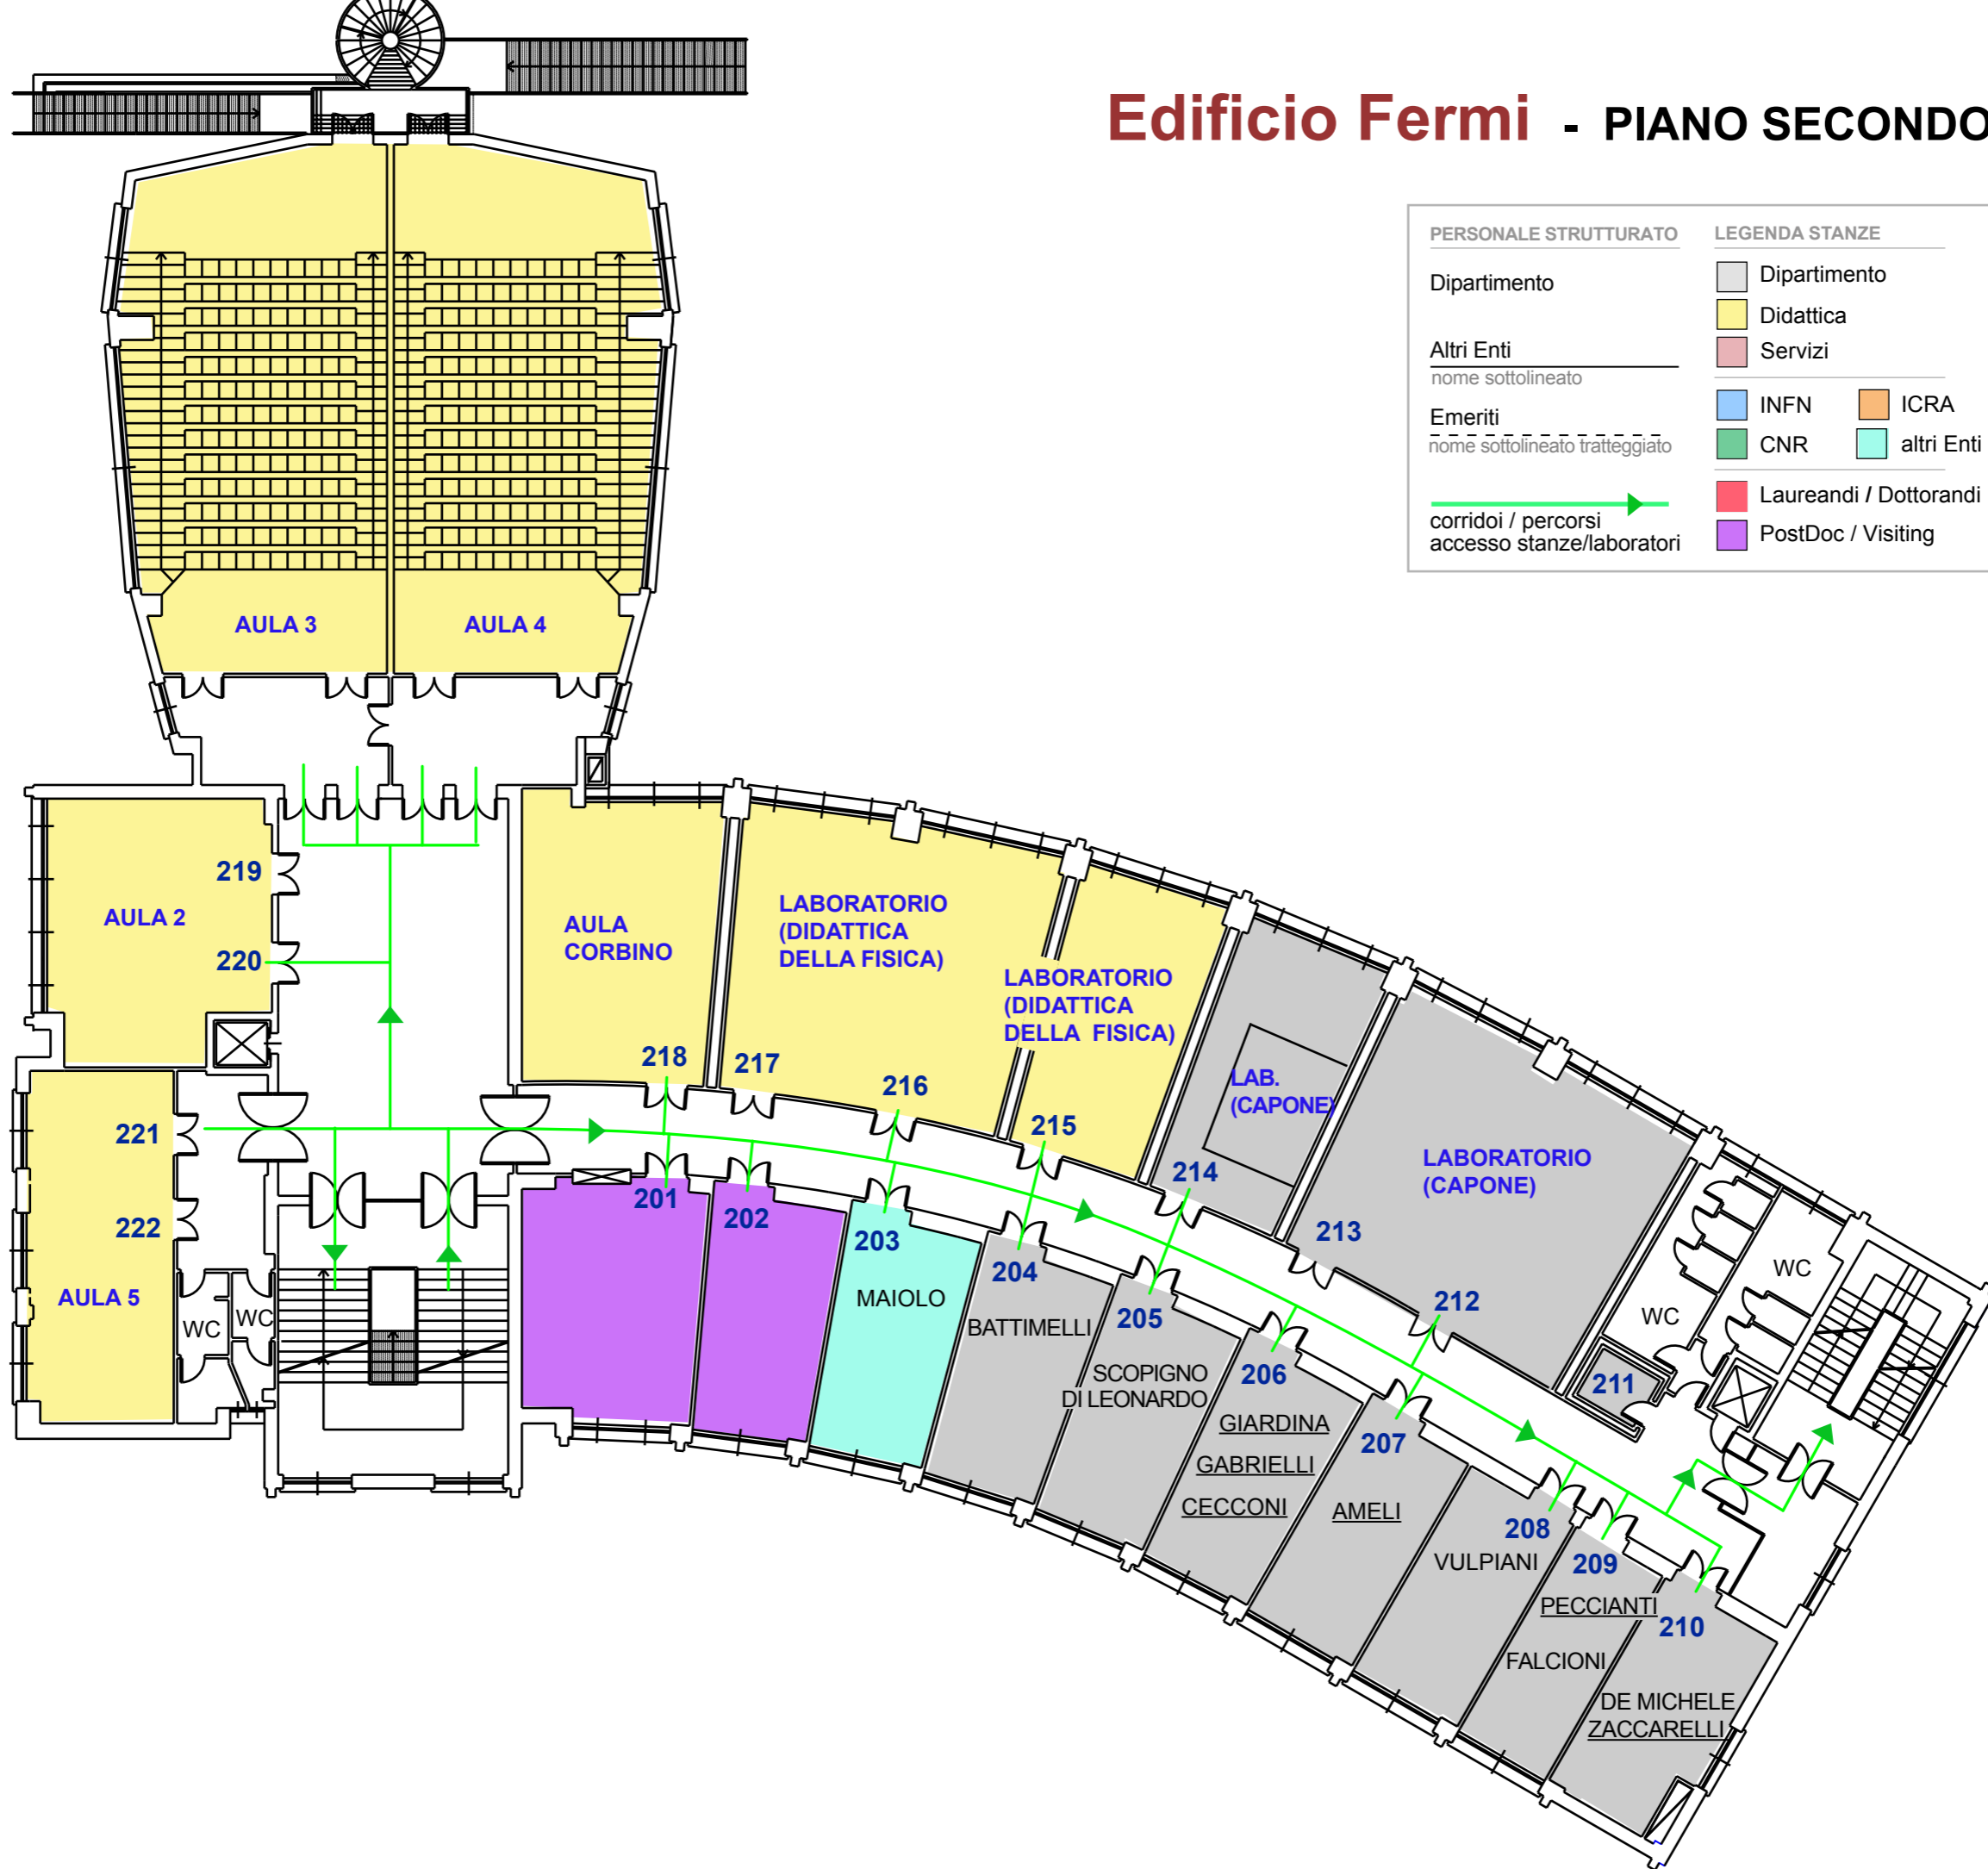 Edificio Fermi - PIANO SECONDO
PERSONALE STRUTTURATO
Dipartimento
Altri Enti
nome sottolineato
Emeriti
nome sottolineato tratteggiato
corridoi / percorsi
accesso stanze/laboratori
LEGENDA STANZE
Dipartimento
Didattica
Servizi
INFN
ICRA
CNR
altri Enti
Laureandi / Dottorandi
PostDoc / Visiting
AULA 3
AULA 4
219
AULA 2
220
AULA
CORBINO
218
LABORATORIO
(DIDATTICA
DELLA FISICA)
217
216
LABORATORIO
(DIDATTICA
DELLA FISICA)
215
LAB.
(CAPONE)
214
LABORATORIO
(CAPONE)
213
212
221
222
AULA 5
WC
WC
201
202
203
MAIOLO
204
BATTIMELLI
205
SCOPIGNO
DI LEONARDO
206
GIARDINA
GABRIELLI
CECCONI
207
AMELI
208
VULPIANI
209
PECCIANTI
FALCIONI
210
DE MICHELE
ZACCARELLI
211
WC
WC